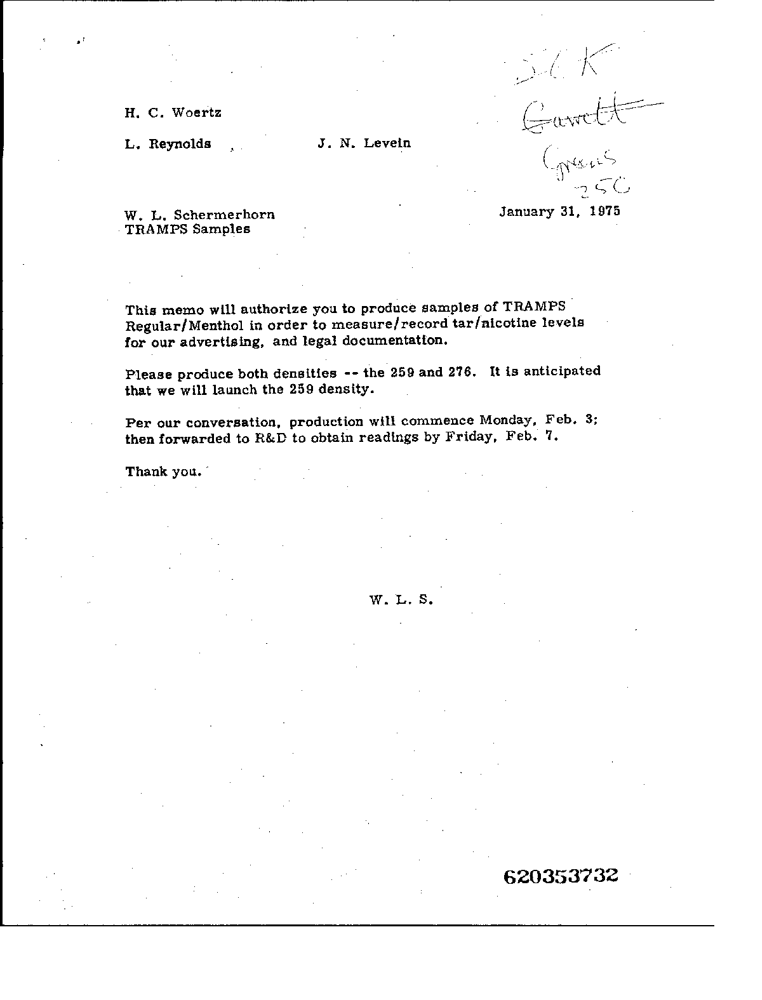 H. C. Woertz
L. Reynolds J. N. Levein
Garrett
Greens
250
W. L. Schermerhorn January 31, 1975
TRAMPS Samples
This memo will authorize you to produce samples of TRAMPS
Regular/Menthol in order to measure/record tar/nicotine levels
for our advertising, and legal documentation.
Please produce both densities -- the 259 and 276. It is anticipated
that we will launch the 259 density.
Per our conversation, production will commence Monday, Feb. 3;
then forwarded to R&D to obtain readings by Friday, Feb. 7.
Thank you.
W. L. S.
620353732